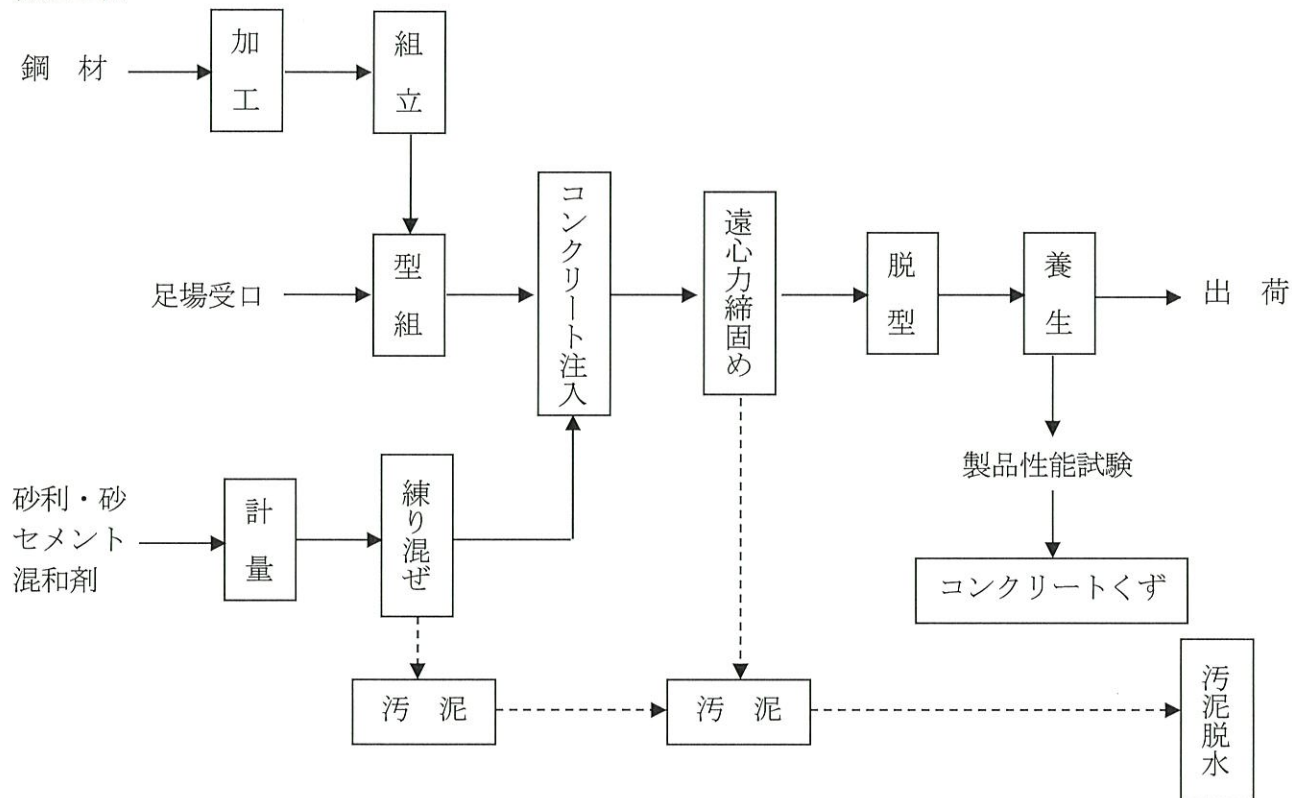 鋼　材
加工
組立
足場受口
型組
コンクリート注入
遠心力締固め
脱型
養生
出　荷
砂利・砂
セメント
混和剤
計量
練り混ぜ
製品性能試験
コンクリートくず
汚　泥
汚　泥
汚泥脱水